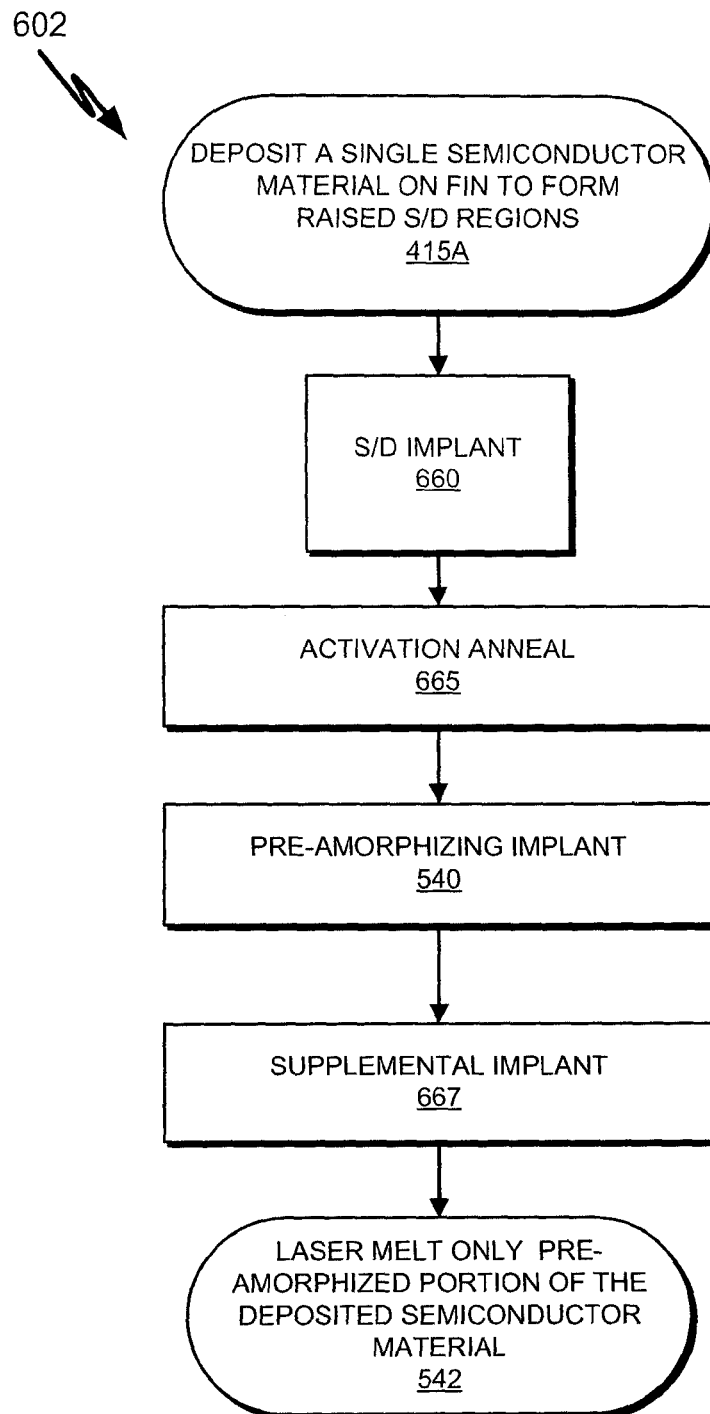 602
DEPOSIT A SINGLE SEMICONDUCTOR
MATERIAL ON FIN TO FORM
RAISED S/D REGIONS
415A
S/D IMPLANT
660
ACTIVATION ANNEAL
665
PRE-AMORPHIZING IMPLANT
540
SUPPLEMENTAL IMPLANT
667
LASER MELT ONLY PRE-
AMORPHIZED PORTION OF THE
DEPOSITED SEMICONDUCTOR
MATERIAL
542